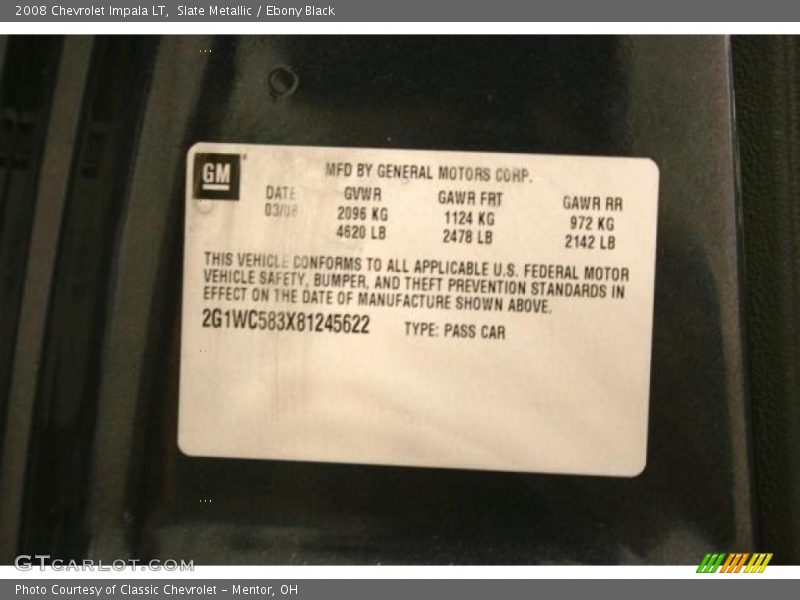 2008 Chevrolet Impala LT, Slate Metallic / Ebony Black
GM
MFD BY GENERAL MOTORS CORP.
DATE GVWR GAWR FRT GAWR RR
03/08 2096 KG 1124 KG 972 KG
4620 LB 2478 LB 2142 LB
THIS VEHICLE CONFORMS TO ALL APPLICABLE U.S. FEDERAL MOTOR
VEHICLE SAFETY, BUMPER, AND THEFT PREVENTION STANDARDS IN
EFFECT ON THE DATE OF MANUFACTURE SHOWN ABOVE.
2G1WC583X81245622 TYPE: PASS CAR
GTCARLOT.COM
Photo Courtesy of Classic Chevrolet - Mentor, OH